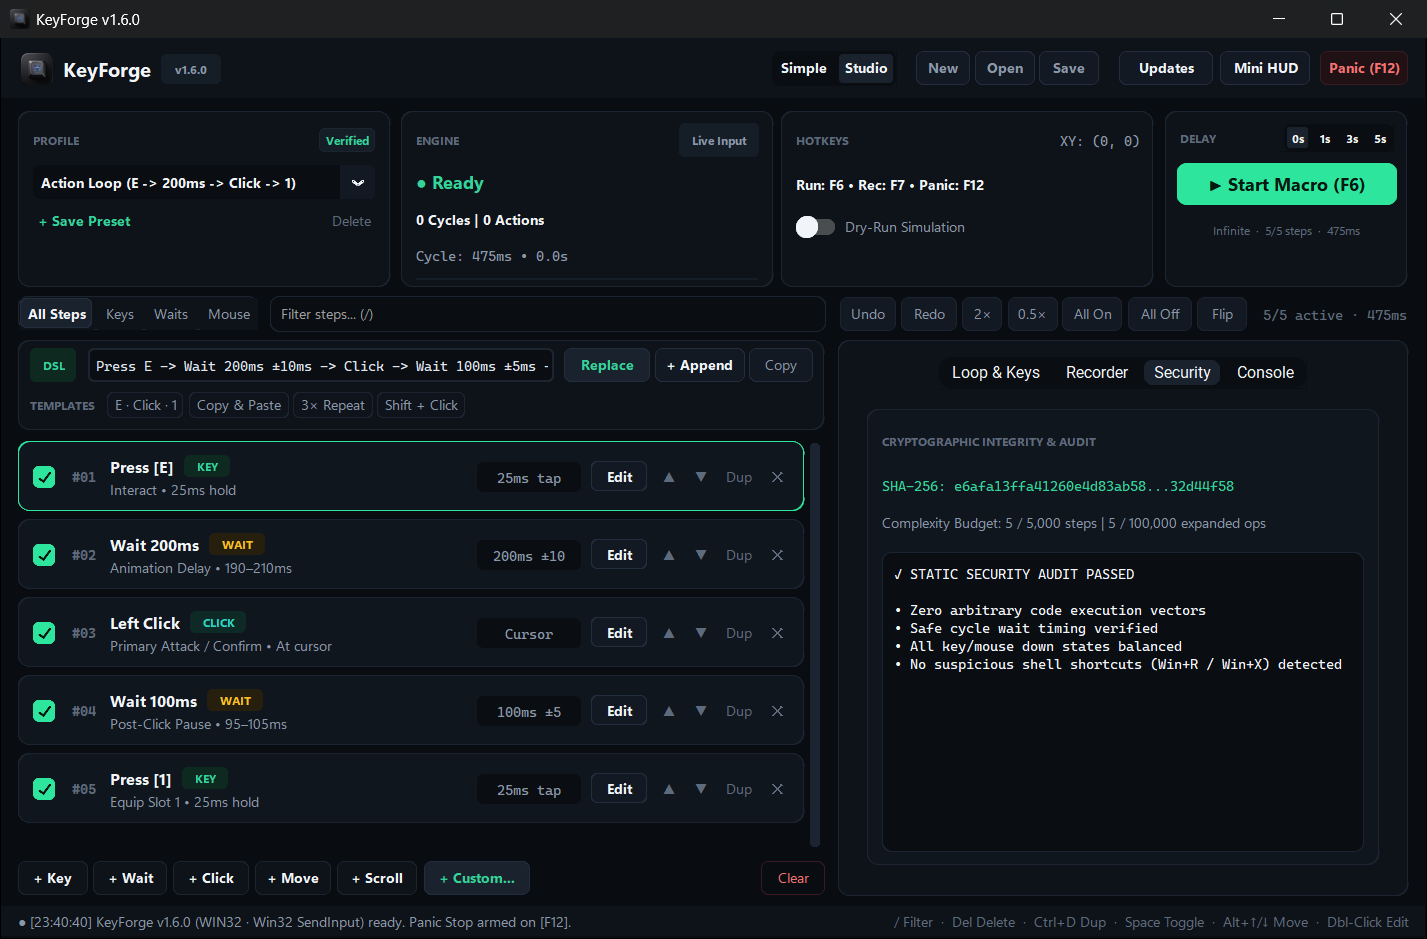 KeyForge v1.6.0
KeyForge v1.6.0
Simple Studio New Open Save Updates Mini HUD Panic (F12)
PROFILE Verified
Action Loop (E -> 200ms -> Click -> 1)
+ Save Preset Delete
ENGINE Live Input
● Ready
0 Cycles | 0 Actions
Cycle: 475ms • 0.0s
HOTKEYS XY: (0, 0)
Run: F6 • Rec: F7 • Panic: F12
Dry-Run Simulation
DELAY 0s 1s 3s 5s
▶ Start Macro (F6)
Infinite · 5/5 steps · 475ms
All Steps Keys Waits Mouse Filter steps... (/)
Undo Redo 2× 0.5× All On All Off Flip 5/5 active · 475ms
DSL Press E -> Wait 200ms ±10ms -> Click -> Wait 100ms ±5ms - Replace + Append Copy
TEMPLATES E · Click · 1 Copy & Paste 3× Repeat Shift + Click
#01 Press [E] KEY 25ms tap Edit ▲ ▼ Dup ×
Interact • 25ms hold
#02 Wait 200ms WAIT 200ms ±10 Edit ▲ ▼ Dup ×
Animation Delay • 190–210ms
#03 Left Click CLICK Cursor Edit ▲ ▼ Dup ×
Primary Attack / Confirm • At cursor
#04 Wait 100ms WAIT 100ms ±5 Edit ▲ ▼ Dup ×
Post-Click Pause • 95–105ms
#05 Press [1] KEY 25ms tap Edit ▲ ▼ Dup ×
Equip Slot 1 • 25ms hold
+ Key + Wait + Click + Move + Scroll + Custom... Clear
Loop & Keys Recorder Security Console
CRYPTOGRAPHIC INTEGRITY & AUDIT
SHA-256: e6afa13ffa41260e4d83ab58...32d44f58
Complexity Budget: 5 / 5,000 steps | 5 / 100,000 expanded ops
✓ STATIC SECURITY AUDIT PASSED
• Zero arbitrary code execution vectors
• Safe cycle wait timing verified
• All key/mouse down states balanced
• No suspicious shell shortcuts (Win+R / Win+X) detected
● [23:40:40] KeyForge v1.6.0 (WIN32 · Win32 SendInput) ready. Panic Stop armed on [F12].
/ Filter · Del Delete · Ctrl+D Dup · Space Toggle · Alt+↑/↓ Move · Dbl-Click Edit